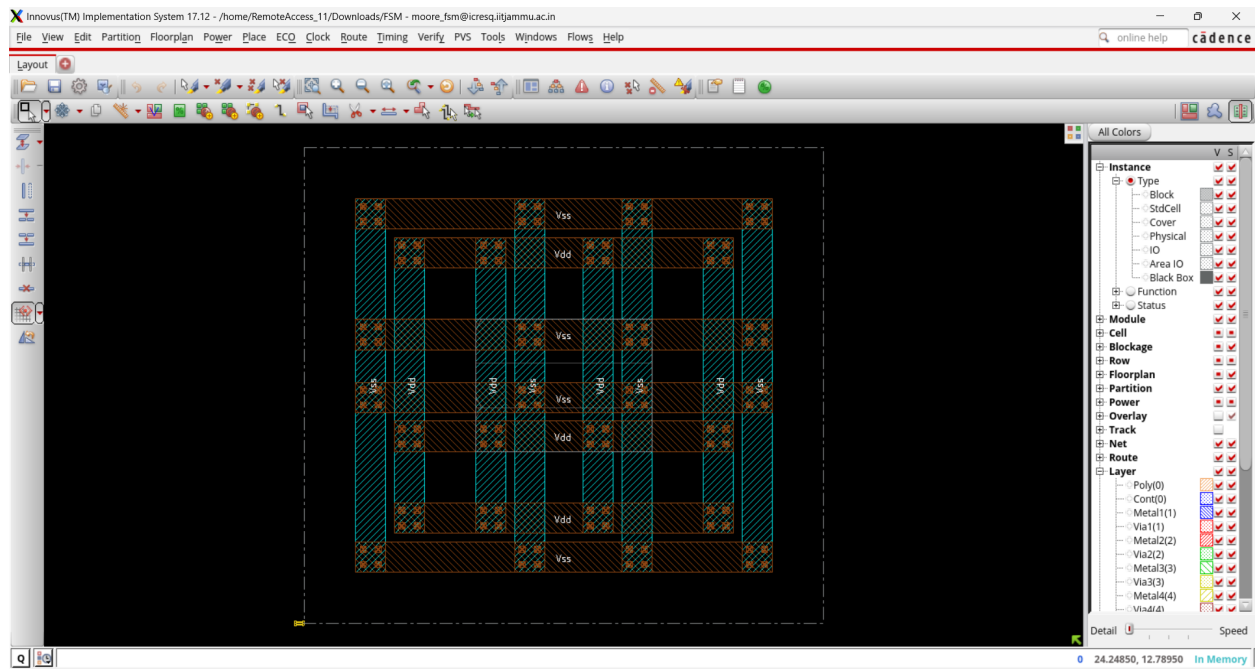 Innovus(TM) Implementation System 17.12 - /home/RemoteAccess_11/Downloads/FSM - moore_fsm@icresq.iitjammu.ac.in
File View Edit Partition Floorplan Power Place ECO Clock Route Timing Verify PVS Tools Windows Flows Help
online help cādence
Layout
All Colors
V S
Instance
Type
Block
StdCell
Cover
Physical
IO
Area IO
Black Box
Function
Status
Module
Cell
Blockage
Row
Floorplan
Partition
Power
Overlay
Track
Net
Route
Layer
Poly(0)
Cont(0)
Metal1(1)
Via1(1)
Metal2(2)
Via2(2)
Metal3(3)
Via3(3)
Metal4(4)
Via4(4)
Vss
Vdd
Vss
Vss Vdd Vdd Vss Vdd Vss Vdd Vss
Vss
Vdd
Vdd
Vss
Detail Speed
Q
0 24.24850, 12.78950 In Memory